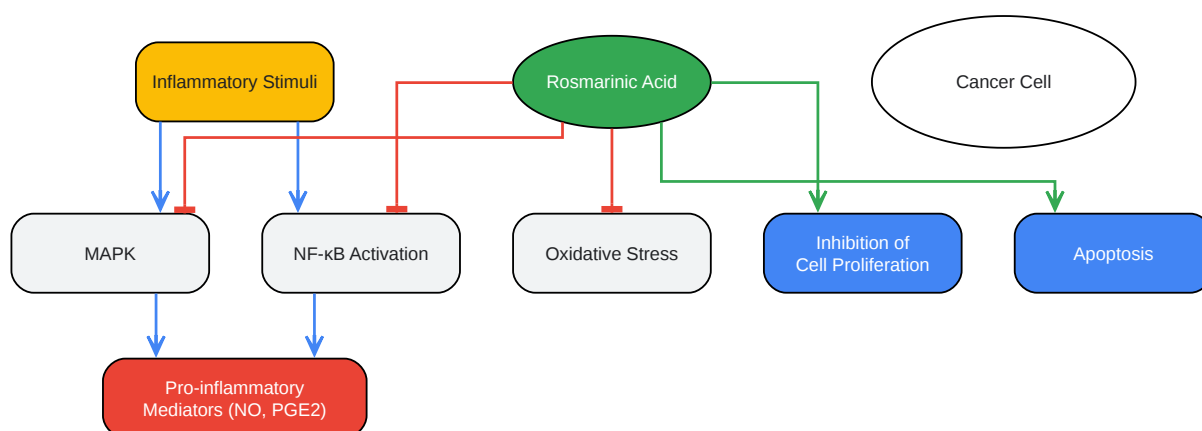 Inflammatory Stimuli
Rosmarinic Acid
Cancer Cell
MAPK
NF-κB Activation
Oxidative Stress
Inhibition of
Cell Proliferation
Apoptosis
Pro-inflammatory
Mediators (NO, PGE2)